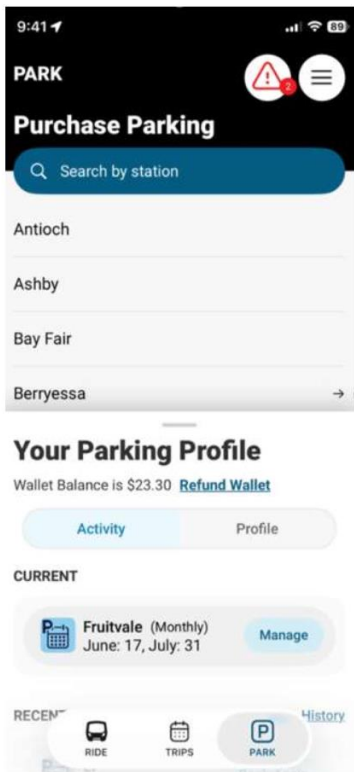 9:41 89
PARK
2
Purchase Parking
Search by station
Antioch
Ashby
Bay Fair
Berryessa →
Your Parking Profile
Wallet Balance is $23.30 Refund Wallet
Activity Profile
CURRENT
Fruitvale (Monthly)
June: 17, July: 31
Manage
RECENT History
RIDE TRIPS PARK